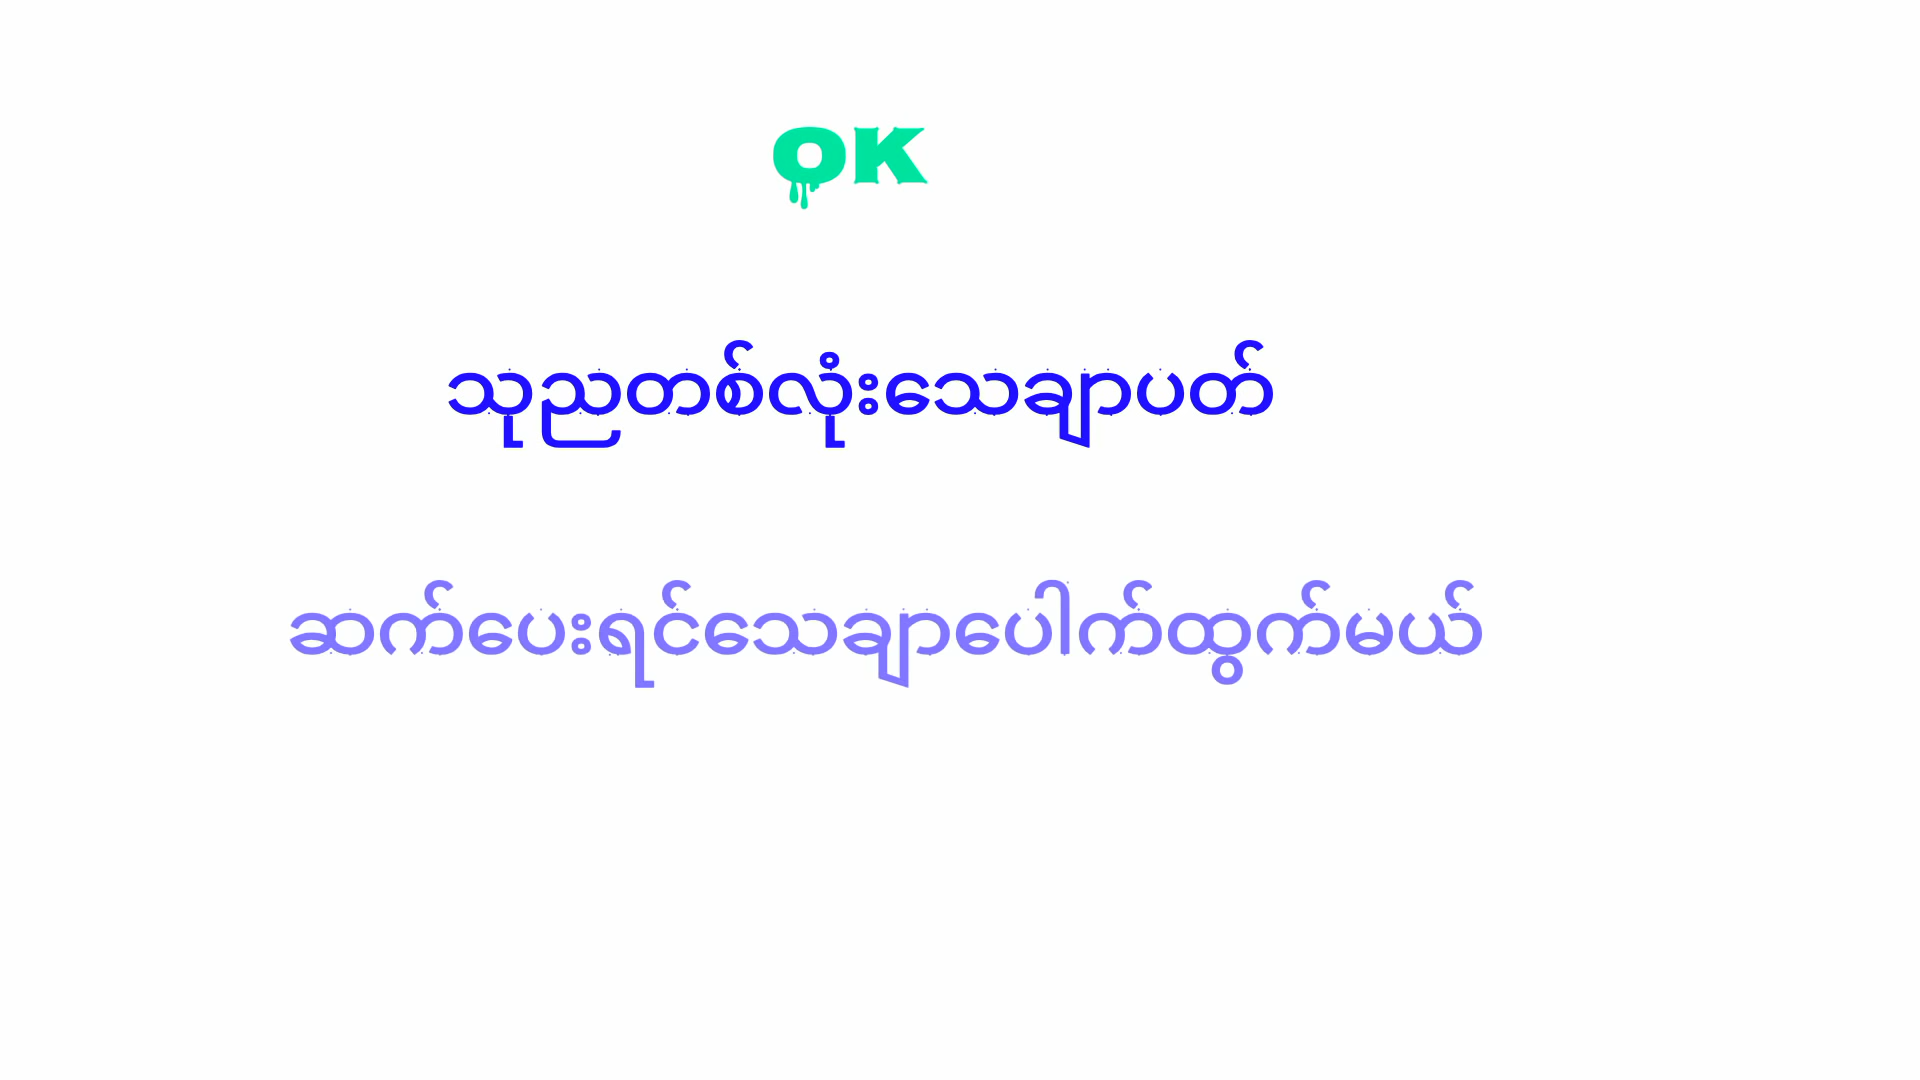 OK
သုညတစ်လုံးသေချာပတ်
ဆက်ပေးရင်သေချာပေါက်ထွက်မယ်